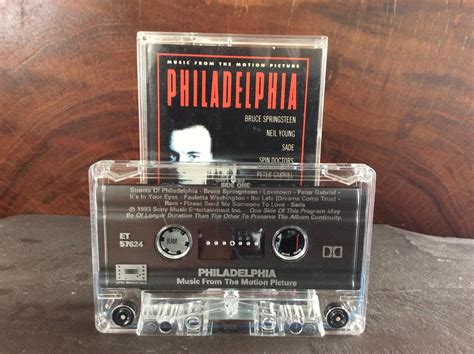 MUSIC FROM THE MOTION PICTURE
PHILADELPHIA
BRUCE SPRINGSTEEN
NEIL YOUNG
SADE
SPIN DOCTORS
PETER GABRIEL
SIDE ONE
Streets Of Philadelphia - Bruce Springsteen - Lovetown - Peter Gabriel -
It's In Your Eyes - Pauletta Washington - Ibo Lele (Dreams Come True) -
Ram - Please Send Me Someone To Love - Sade
© 1993 Sony Music Entertainment Inc. One Side Of This Program May
Be Of Longer Duration Than The Other To Preserve The Album Continuity.
ET
57624
PHILADELPHIA
Music From The Motion Picture